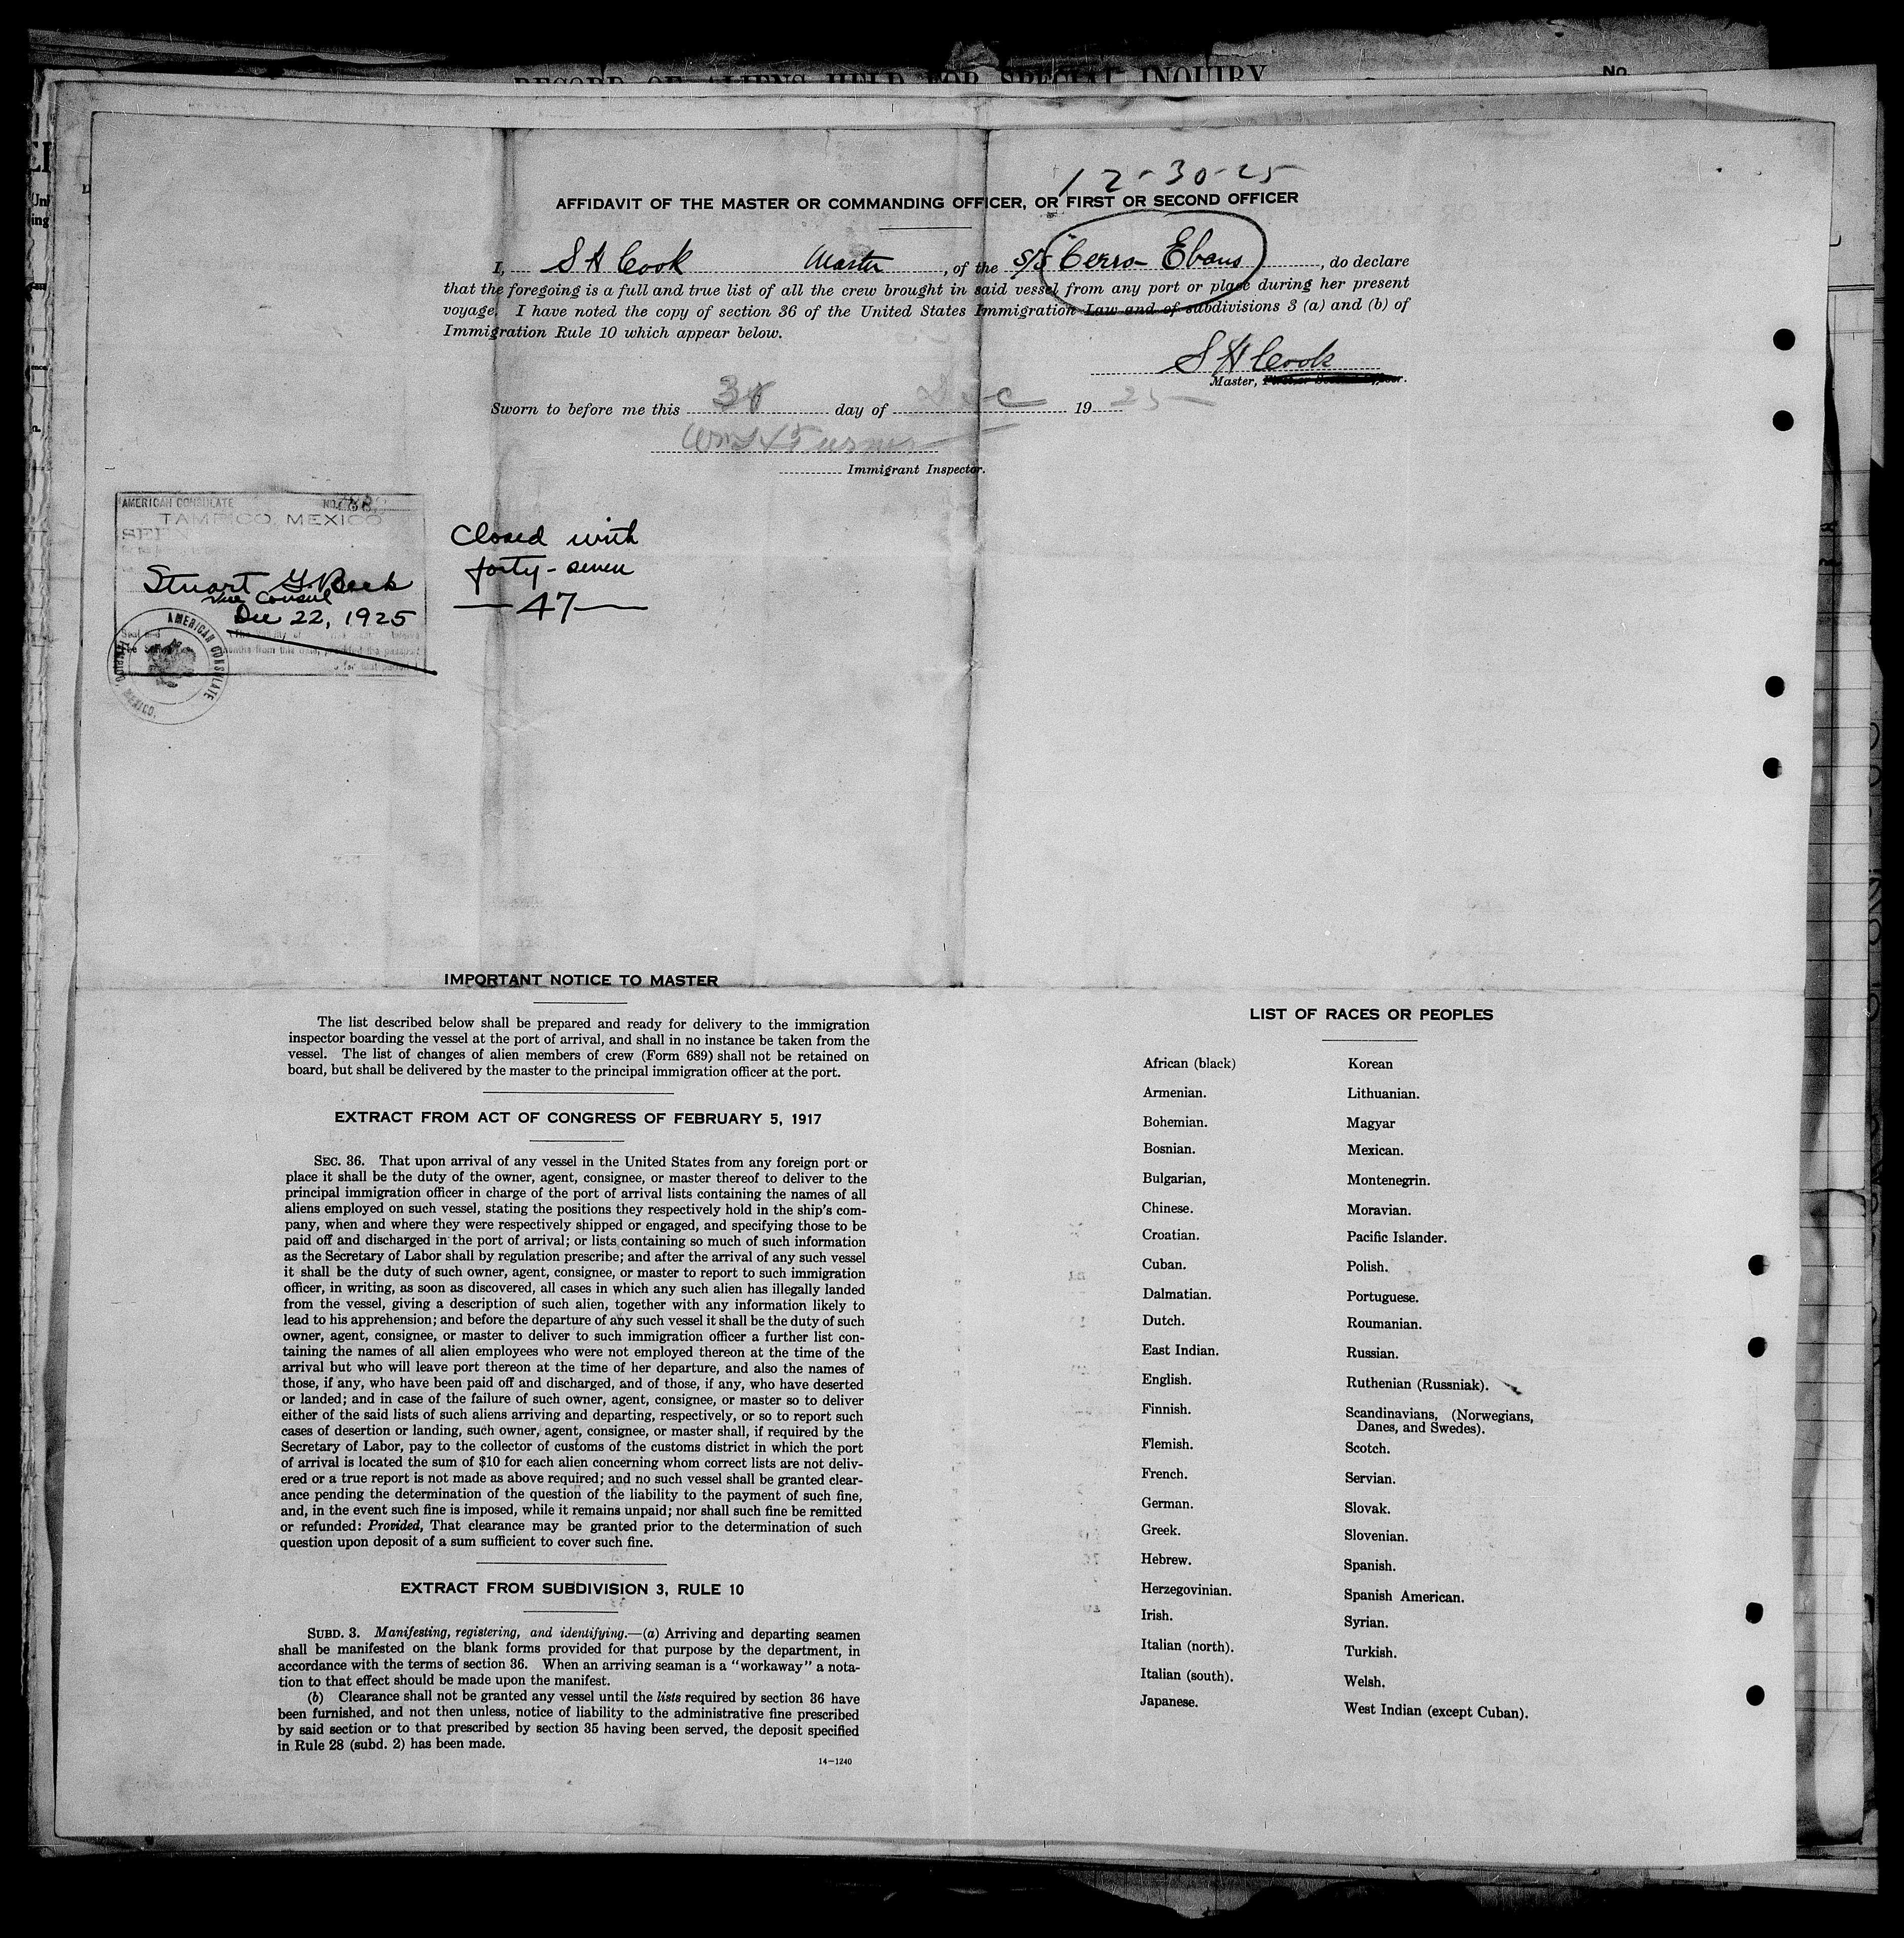 RECORD OF ALIENS HELD FOR SPECIAL INQUIRY
No.
12-30-25
AFFIDAVIT OF THE MASTER OR COMMANDING OFFICER, OR FIRST OR SECOND OFFICER
I, S H Cook Master, of the S/S "Cerro-Ebano, do declare
that the foregoing is a full and true list of all the crew brought in said vessel from any port or place during her present
voyage. I have noted the copy of section 36 of the United States Immigration Law and of subdivisions 3 (a) and (b) of
Immigration Rule 10 which appear below.
S H Cook
Master, First or Second Officer.
Sworn to before me this 30 day of Dec 1925
Turner
Immigrant Inspector.
AMERICAN CONSULATE NO.
TAMPICO, MEXICO
SEEN
Stuart G.
Vice Consul
Dec 22, 1925
AMERICAN CONSULATE
TAMPICO, MEXICO.
Closed with
forty-seven
—47—
IMPORTANT NOTICE TO MASTER
The list described below shall be prepared and ready for delivery to the immigration
inspector boarding the vessel at the port of arrival, and shall in no instance be taken from the
vessel. The list of changes of alien members of crew (Form 689) shall not be retained on
board, but shall be delivered by the master to the principal immigration officer at the port.
EXTRACT FROM ACT OF CONGRESS OF FEBRUARY 5, 1917
SEC. 36. That upon arrival of any vessel in the United States from any foreign port or
place it shall be the duty of the owner, agent, consignee, or master thereof to deliver to the
principal immigration officer in charge of the port of arrival lists containing the names of all
aliens employed on such vessel, stating the positions they respectively hold in the ship's com-
pany, when and where they were respectively shipped or engaged, and specifying those to be
paid off and discharged in the port of arrival; or lists containing so much of such information
as the Secretary of Labor shall by regulation prescribe; and after the arrival of any such vessel
it shall be the duty of such owner, agent, consignee, or master to report to such immigration
officer, in writing, as soon as discovered, all cases in which any such alien has illegally landed
from the vessel, giving a description of such alien, together with any information likely to
lead to his apprehension; and before the departure of any such vessel it shall be the duty of such
owner, agent, consignee, or master to deliver to such immigration officer a further list con-
taining the names of all alien employees who were not employed thereon at the time of the
arrival but who will leave port thereon at the time of her departure, and also the names of
those, if any, who have been paid off and discharged, and of those, if any, who have deserted
or landed; and in case of the failure of such owner, agent, consignee, or master so to deliver
either of the said lists of such aliens arriving and departing, respectively, or so to report such
cases of desertion or landing, such owner, agent, consignee, or master shall, if required by the
Secretary of Labor, pay to the collector of customs of the customs district in which the port
of arrival is located the sum of $10 for each alien concerning whom correct lists are not deliv-
ered or a true report is not made as above required; and no such vessel shall be granted clear-
ance pending the determination of the question of the liability to the payment of such fine,
and, in the event such fine is imposed, while it remains unpaid; nor shall such fine be remitted
or refunded: Provided, That clearance may be granted prior to the determination of such
question upon deposit of a sum sufficient to cover such fine.
EXTRACT FROM SUBDIVISION 3, RULE 10
SUBD. 3. Manifesting, registering, and identifying.—(a) Arriving and departing seamen
shall be manifested on the blank forms provided for that purpose by the department, in
accordance with the terms of section 36. When an arriving seaman is a "workaway" a nota-
tion to that effect should be made upon the manifest.
(b) Clearance shall not be granted any vessel until the lists required by section 36 have
been furnished, and not then unless, notice of liability to the administrative fine prescribed
by said section or to that prescribed by section 35 having been served, the deposit specified
in Rule 28 (subd. 2) has been made.
14—1240
LIST OF RACES OR PEOPLES
African (black)
Armenian.
Bohemian.
Bosnian.
Bulgarian,
Chinese.
Croatian.
Cuban.
Dalmatian.
Dutch.
East Indian.
English.
Finnish.
Flemish.
French.
German.
Greek.
Hebrew.
Herzegovinian.
Irish.
Italian (north).
Italian (south).
Japanese.
Korean
Lithuanian.
Magyar
Mexican.
Montenegrin.
Moravian.
Pacific Islander.
Polish.
Portuguese.
Roumanian.
Russian.
Ruthenian (Russniak).
Scandinavians, (Norwegians,
Danes, and Swedes).
Scotch.
Servian.
Slovak.
Slovenian.
Spanish.
Spanish American.
Syrian.
Turkish.
Welsh.
West Indian (except Cuban).